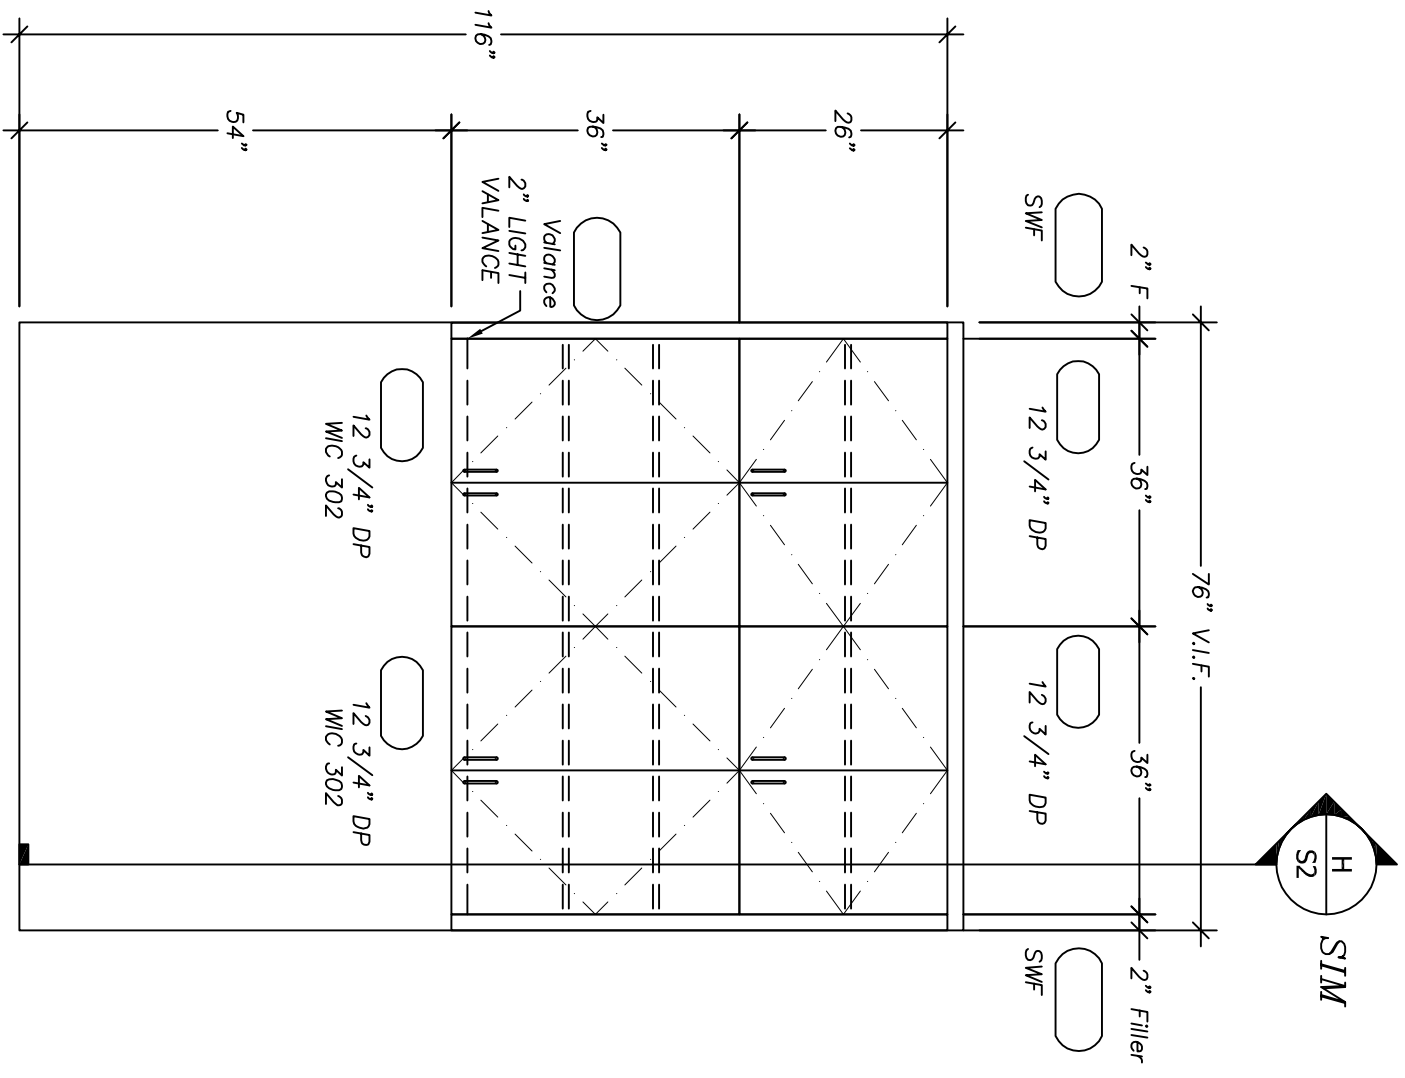 H
S2
SIM
76" V.I.F.
2" F
36"
36"
2" Filler
SWF
12 3/4" DP
12 3/4" DP
SWF
26"
36"
54"
116"
Valance
2" LIGHT
VALANCE
12 3/4" DP
WIC 302
12 3/4" DP
WIC 302